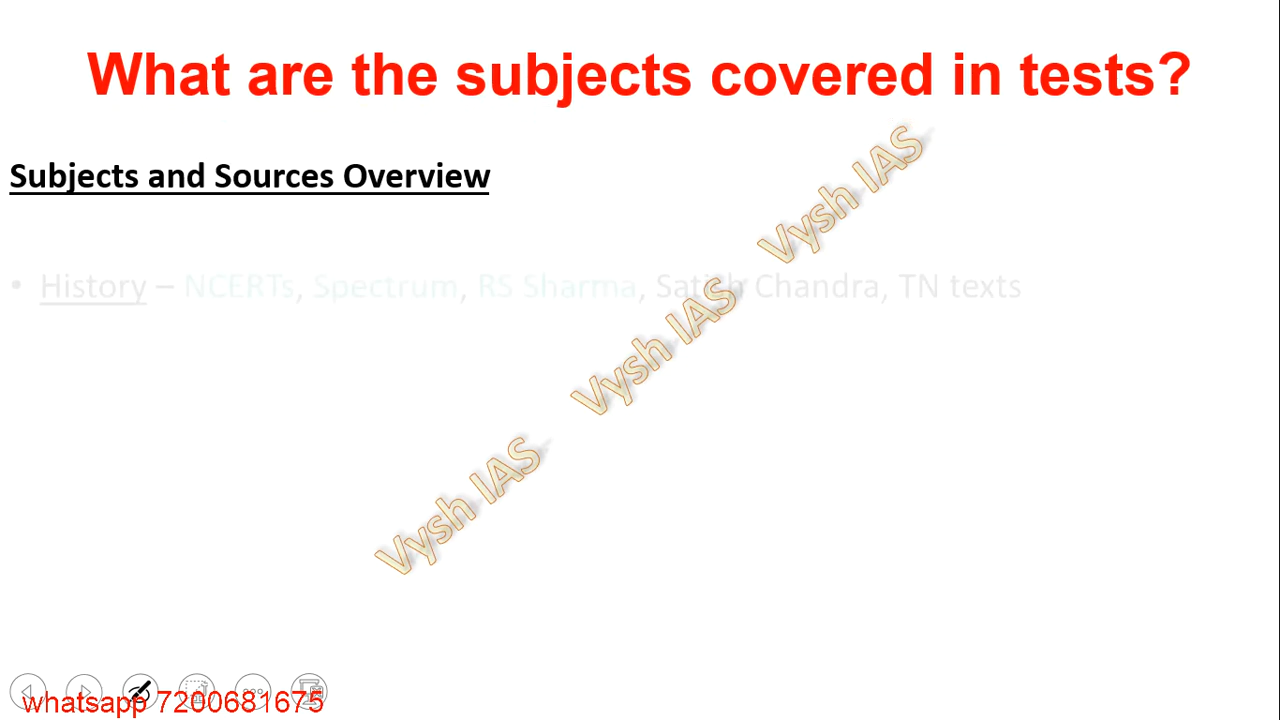 What are the subjects covered in tests?
Subjects and Sources Overview
• History – NCERTs, Spectrum, RS Sharma, Satish Chandra, TN texts
Vysh IAS
Vysh IAS
Vysh IAS
whatsapp 7200681675